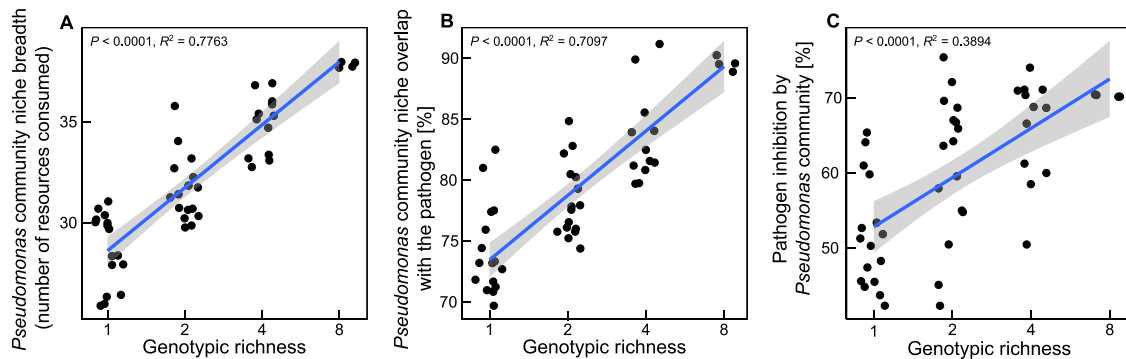 A
P < 0.0001, R² = 0.7763
Pseudomonas community niche breadth
(number of resources consumed)
35
30
1
2
4
8
Genotypic richness
B
P < 0.0001, R² = 0.7097
Pseudomonas community niche overlap
with the pathogen [%]
90
85
80
75
70
1
2
4
8
Genotypic richness
C
P < 0.0001, R² = 0.3894
Pathogen inhibition by
Pseudomonas community [%]
70
60
50
1
2
4
8
Genotypic richness